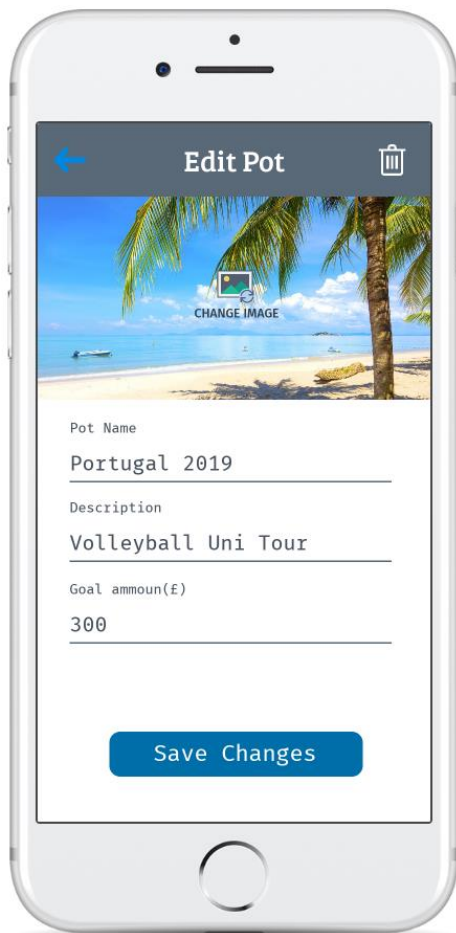 Edit Pot
CHANGE IMAGE
Pot Name
Portugal 2019
Description
Volleyball Uni Tour
Goal ammoun(£)
300
Save Changes